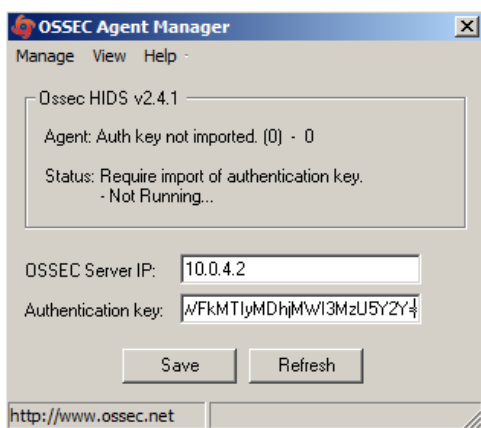 OSSEC Agent Manager
Manage View Help
Ossec HIDS v2.4.1
Agent: Auth key not imported. (0) - 0
Status: Require import of authentication key.
- Not Running...
OSSEC Server IP: 10.0.4.2
Authentication key:
Save Refresh
http://www.ossec.net